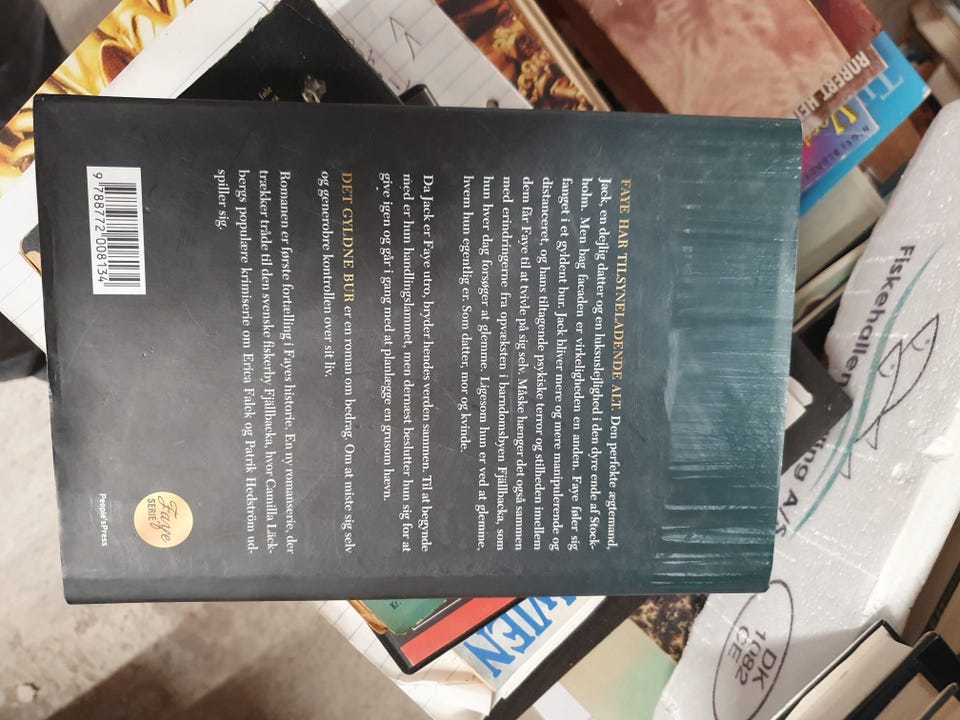 FAYE HAR TILSYNELADENDE ALT. Den perfekte ægtemand,
Jack, en dejlig datter og en luksuslejlighed i den dyre ende af Stock-
holm. Men bag facaden er virkeligheden en anden. Faye føler sig
fanget i et gyldent bur. Jack bliver mere og mere manipulerende og
distanceret, og hans tiltagende psykiske terror og stilheden imellem
dem får Faye til at tvivle på sig selv. Måske hænger det også sammen
med erindringerne fra opvæksten i barndomsbyen Fjällbacka, som
hun hver dag forsøger at glemme. Ligesom hun er ved at glemme,
hvem hun egentlig er. Som datter, mor og kvinde.
Da Jack er Faye utro, bryder hendes verden sammen. Til at begynde
med er hun handlingslammet, men dernæst beslutter hun sig for at
give igen og går i gang med at planlægge en grusom hævn.
DET GYLDNE BUR er en roman om bedrag. Om at miste sig selv
og generobre kontrollen over sit liv.
Romanen er første fortælling i Fayes historie. En ny romanserie, der
trækker tråde til den svenske fiskerby Fjällbacka, hvor Camilla Läck-
bergs populære krimiserie om Erica Falck og Patrik Hedström ud-
spiller sig.
9 788772 008134
Faye
SERIE
People'sPress
ROBERT
Fiskehallen
A/S
DK
1082
CE
VIEN
Kr.